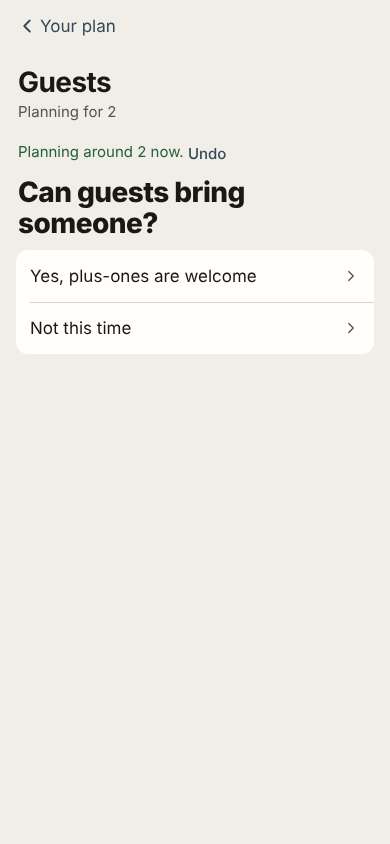 Your plan
Guests
Planning for 2
Planning around 2 now. Undo
Can guests bring
someone?
Yes, plus-ones are welcome
Not this time